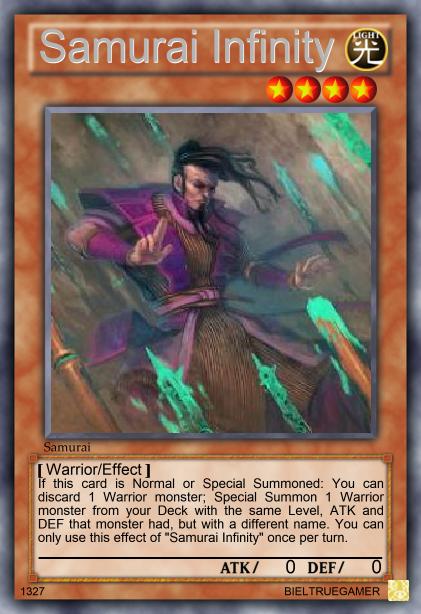 Samurai Infinity
LIGHT
光
Samurai
[ Warrior/Effect ]
If this card is Normal or Special Summoned: You can
discard 1 Warrior monster; Special Summon 1 Warrior
monster from your Deck with the same Level, ATK and
DEF that monster had, but with a different name. You can
only use this effect of "Samurai Infinity" once per turn.
ATK/ 0 DEF/ 0
1327 BIELTRUEGAMER